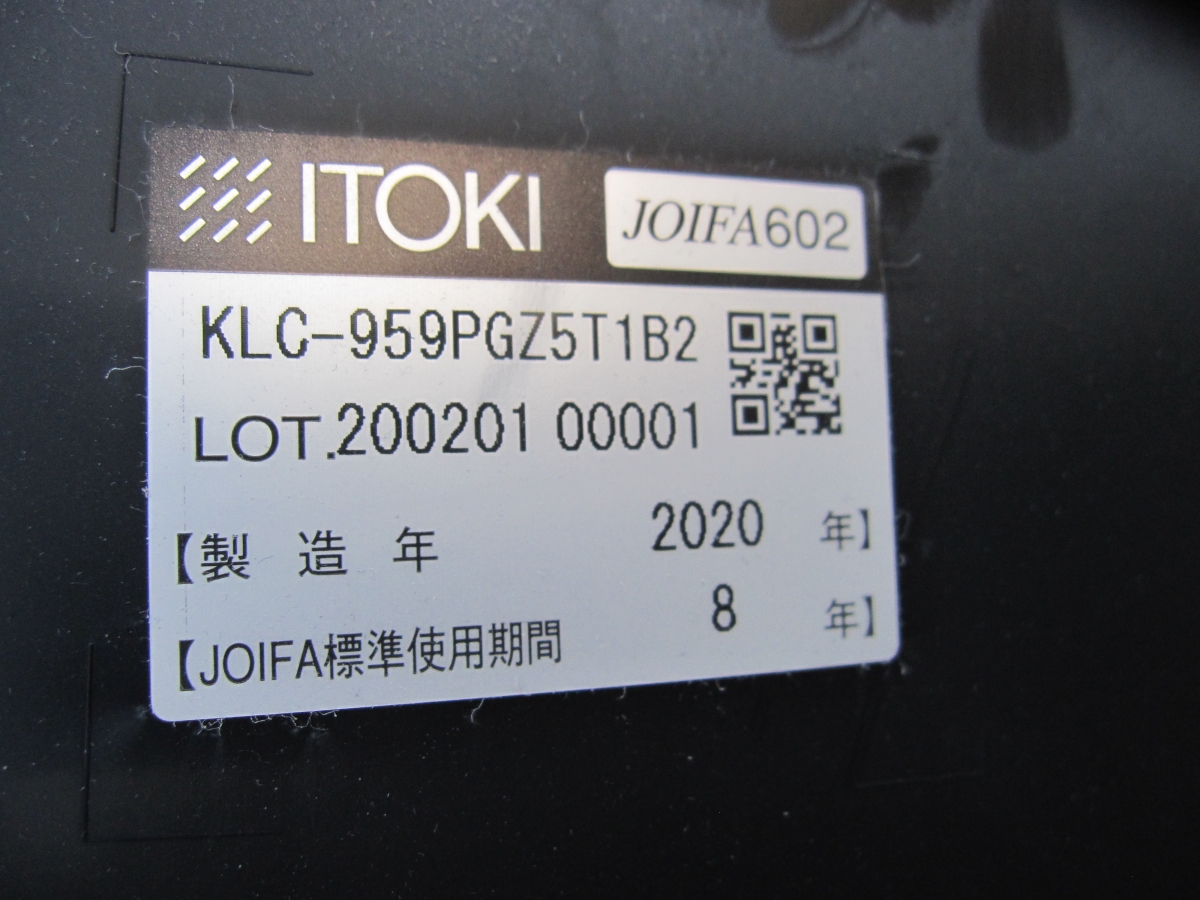 ITOKI JOIFA602
KLC-959PGZ5T1B2
LOT.200201 00001
【製造年 2020 年】
【JOIFA標準使用期間 8 年】